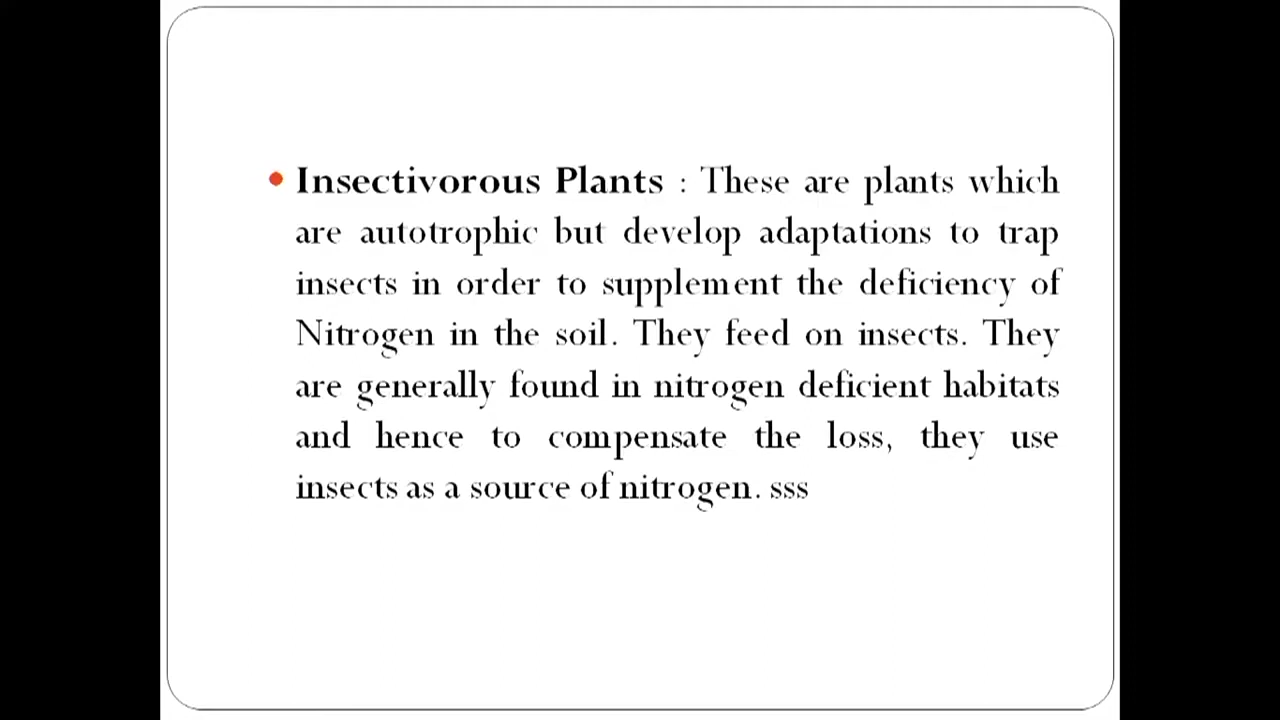 • Insectivorous Plants : These are plants which
are autotrophic but develop adaptations to trap
insects in order to supplement the deficiency of
Nitrogen in the soil. They feed on insects. They
are generally found in nitrogen deficient habitats
and hence to compensate the loss, they use
insects as a source of nitrogen. sss